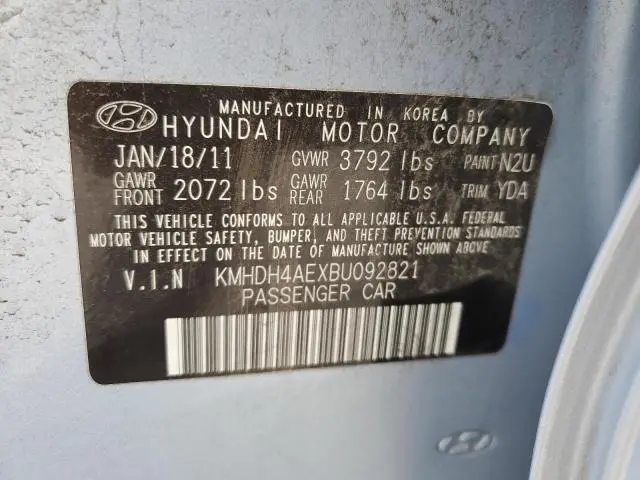 MANUFACTURED IN KOREA BY
HYUNDAI MOTOR COMPANY
JAN/18/11 GVWR 3792 lbs PAINT N2U
GAWR FRONT 2072 lbs GAWR REAR 1764 lbs TRIM YDA
THIS VEHICLE CONFORMS TO ALL APPLICABLE U.S.A. FEDERAL
MOTOR VEHICLE SAFETY, BUMPER, AND THEFT PREVENTION STANDARDS
IN EFFECT ON THE DATE OF MANUFACTURE SHOWN ABOVE.
V.I.N KMHDH4AEXBU092821
PASSENGER CAR